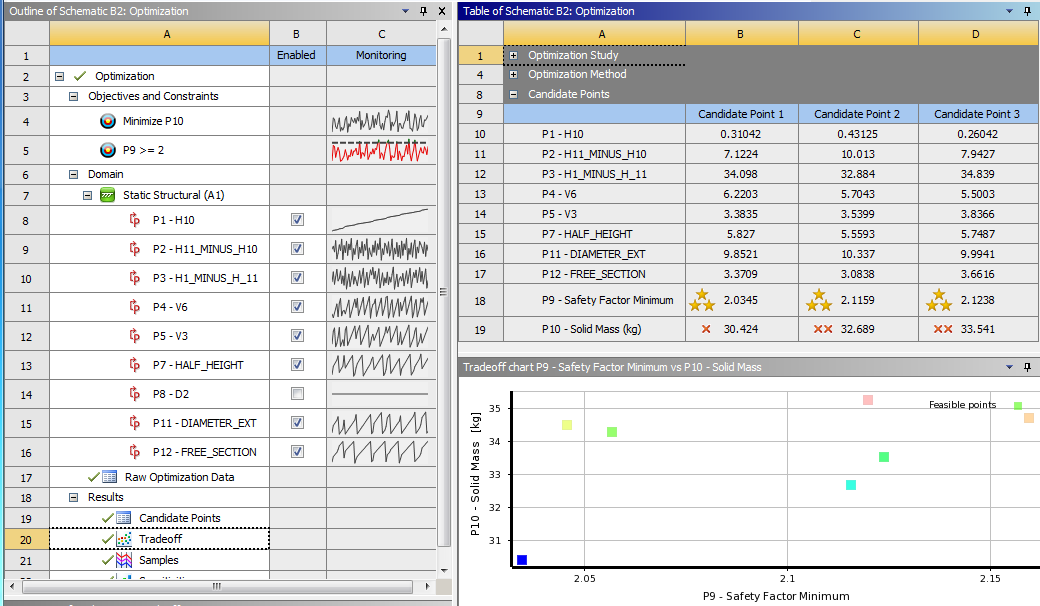 Outline of Schematic B2: Optimization
A B C
1 Enabled Monitoring
2 Optimization
3 Objectives and Constraints
4 Minimize P10
5 P9 >= 2
6 Domain
7 Static Structural (A1)
8 P1 - H10
9 P2 - H11_MINUS_H10
10 P3 - H1_MINUS_H_11
11 P4 - V6
12 P5 - V3
13 P7 - HALF_HEIGHT
14 P8 - D2
15 P11 - DIAMETER_EXT
16 P12 - FREE_SECTION
17 Raw Optimization Data
18 Results
19 Candidate Points
20 Tradeoff
21 Samples
Table of Schematic B2: Optimization
A B C D
1 Optimization Study
4 Optimization Method
8 Candidate Points
9 Candidate Point 1 Candidate Point 2 Candidate Point 3
10 P1 - H10 0.31042 0.43125 0.26042
11 P2 - H11_MINUS_H10 7.1224 10.013 7.9427
12 P3 - H1_MINUS_H_11 34.098 32.884 34.839
13 P4 - V6 6.2203 5.7043 5.5003
14 P5 - V3 3.3835 3.5399 3.8366
15 P7 - HALF_HEIGHT 5.827 5.5593 5.7487
16 P11 - DIAMETER_EXT 9.8521 10.337 9.9941
17 P12 - FREE_SECTION 3.3709 3.0838 3.6616
18 P9 - Safety Factor Minimum 2.0345 2.1159 2.1238
19 P10 - Solid Mass (kg) 30.424 32.689 33.541
Tradeoff chart P9 - Safety Factor Minimum vs P10 - Solid Mass
Feasible points
P10 - Solid Mass [kg]
35
34
33
32
31
2.05 2.1 2.15
P9 - Safety Factor Minimum